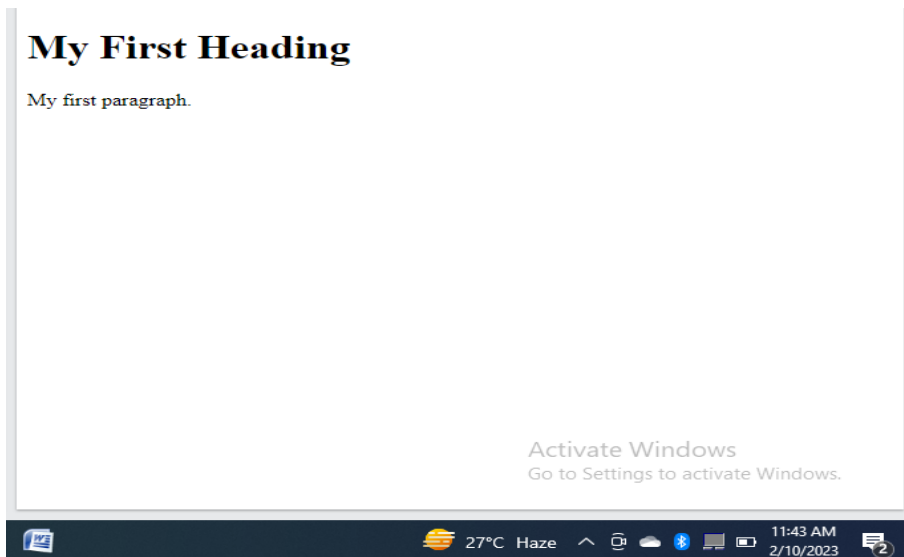 My First Heading
My first paragraph.
Activate Windows
Go to Settings to activate Windows.
27°C Haze
11:43 AM
2/10/2023
2